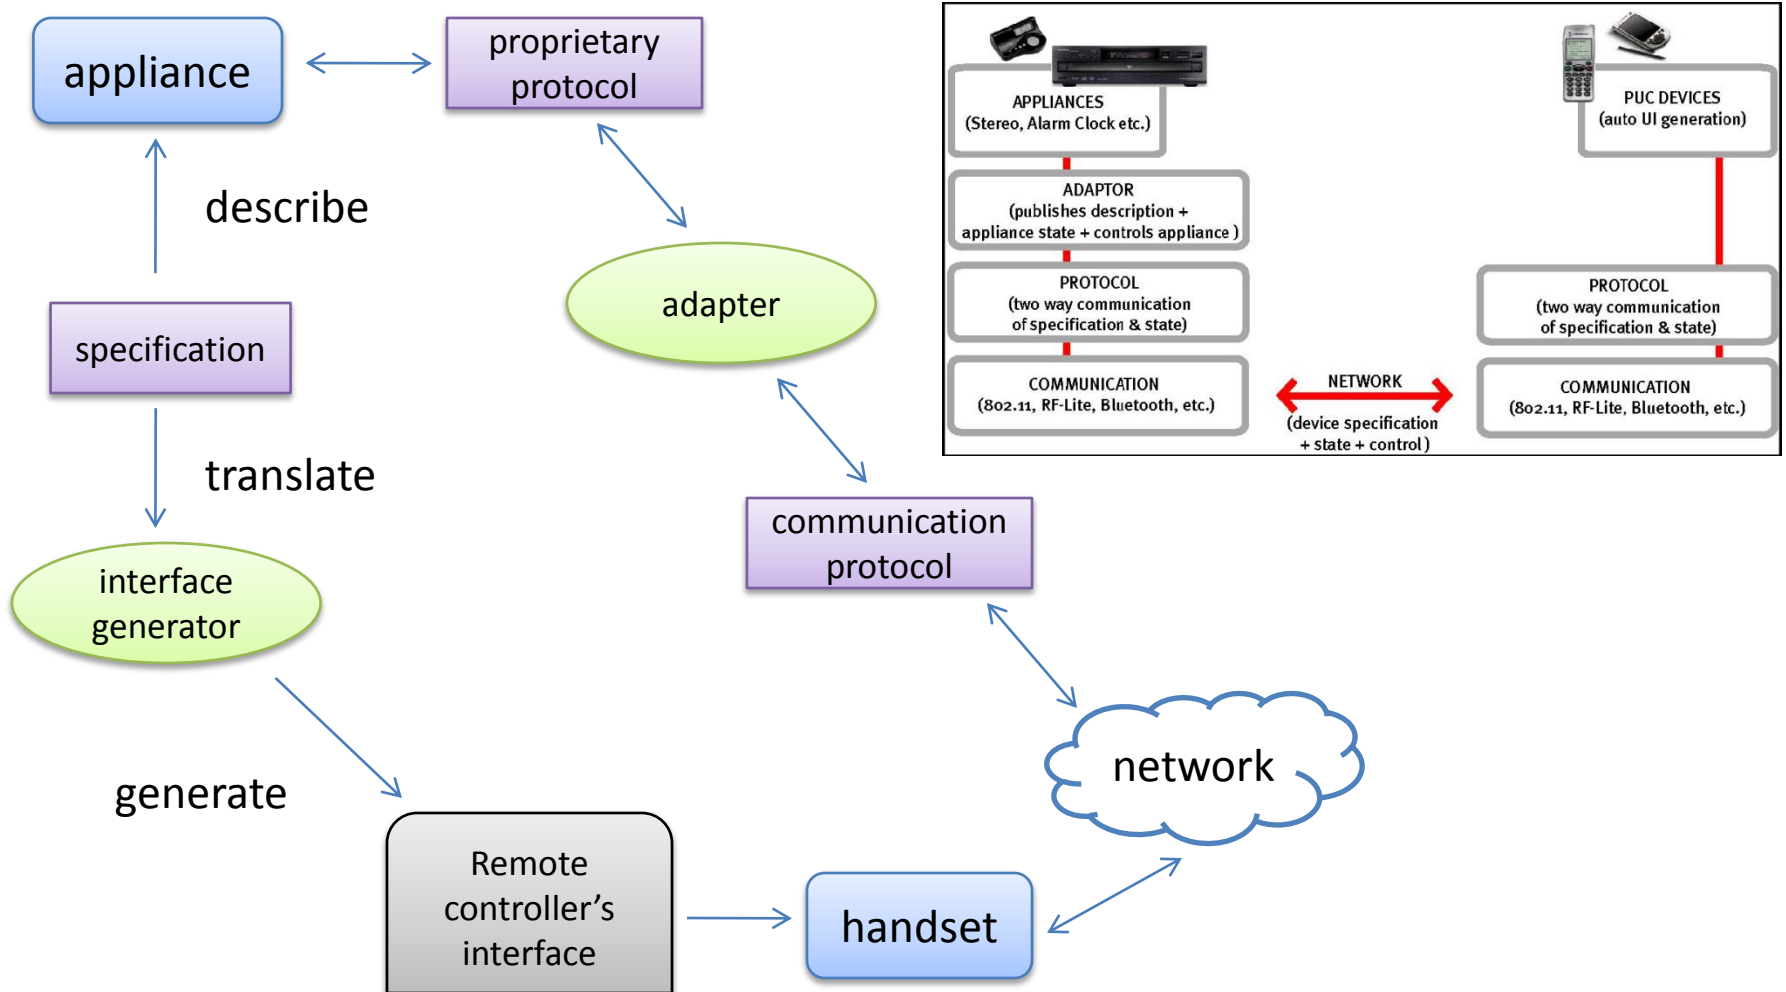 appliance
proprietary
protocol
describe
adapter
specification
translate
communication
protocol
interface
generator
network
generate
Remote
controller’s
interface
handset
APPLIANCES
(Stereo, Alarm Clock etc.)
ADAPTOR
(publishes description +
appliance state + controls appliance )
PROTOCOL
(two way communication
of specification & state)
COMMUNICATION
(802.11, RF-Lite, Bluetooth, etc.)
NETWORK
(device specification
+ state + control )
PUC DEVICES
(auto UI generation)
PROTOCOL
(two way communication
of specification & state)
COMMUNICATION
(802.11, RF-Lite, Bluetooth, etc.)